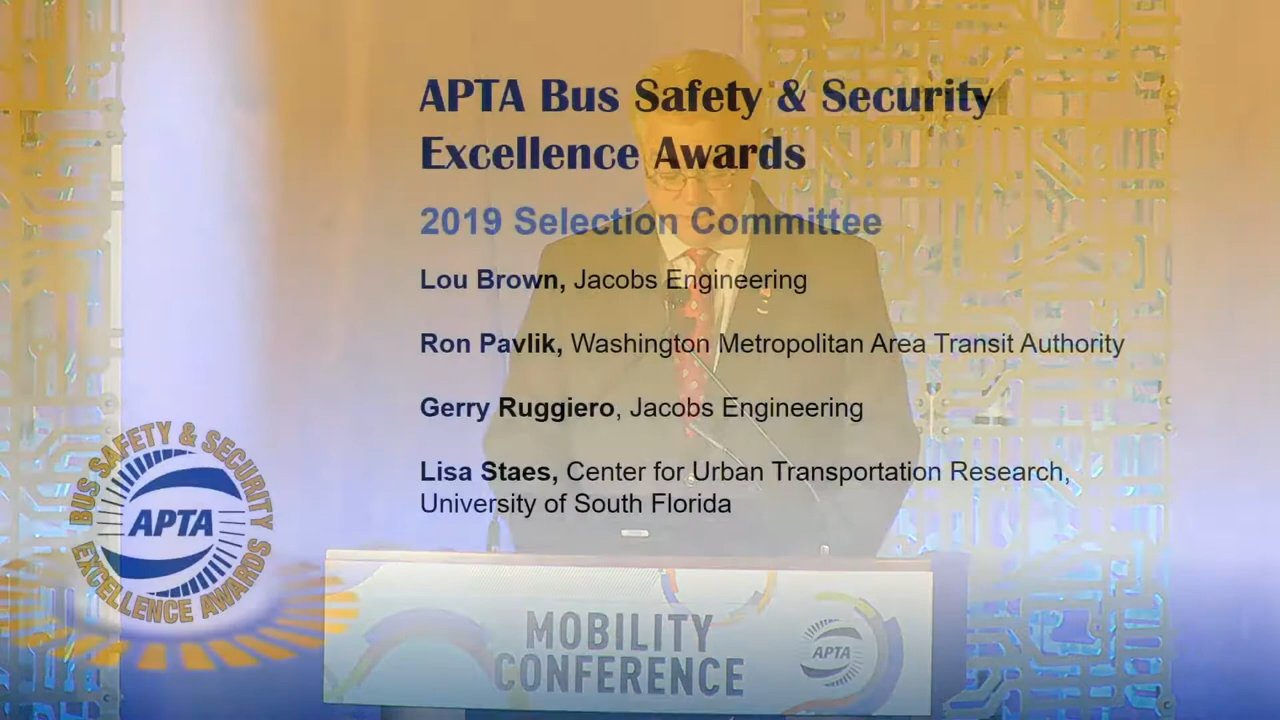 APTA Bus Safety & Security
Excellence Awards
2019 Selection Committee
Lou Brown, Jacobs Engineering
Ron Pavlik, Washington Metropolitan Area Transit Authority
Gerry Ruggiero, Jacobs Engineering
Lisa Staes, Center for Urban Transportation Research,
University of South Florida
BUS SAFETY & SECURITY
APTA
EXCELLENCE AWARDS
MOBILITY
CONFERENCE
APTA